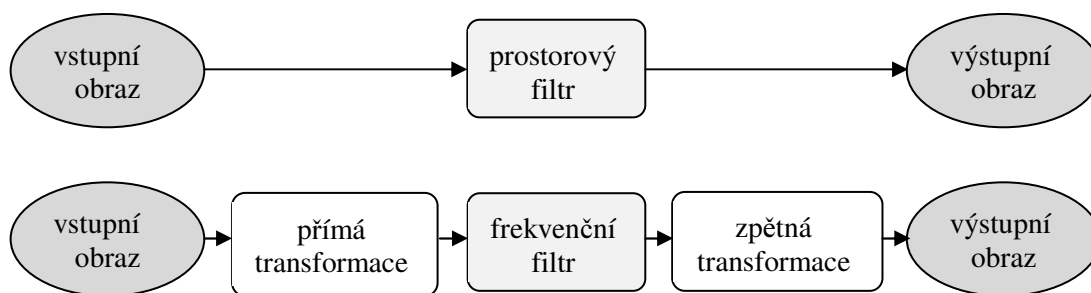 vstupní
obraz
prostorový
filtr
výstupní
obraz
vstupní
obraz
přímá
transformace
frekvenční
filtr
zpětná
transformace
výstupní
obraz